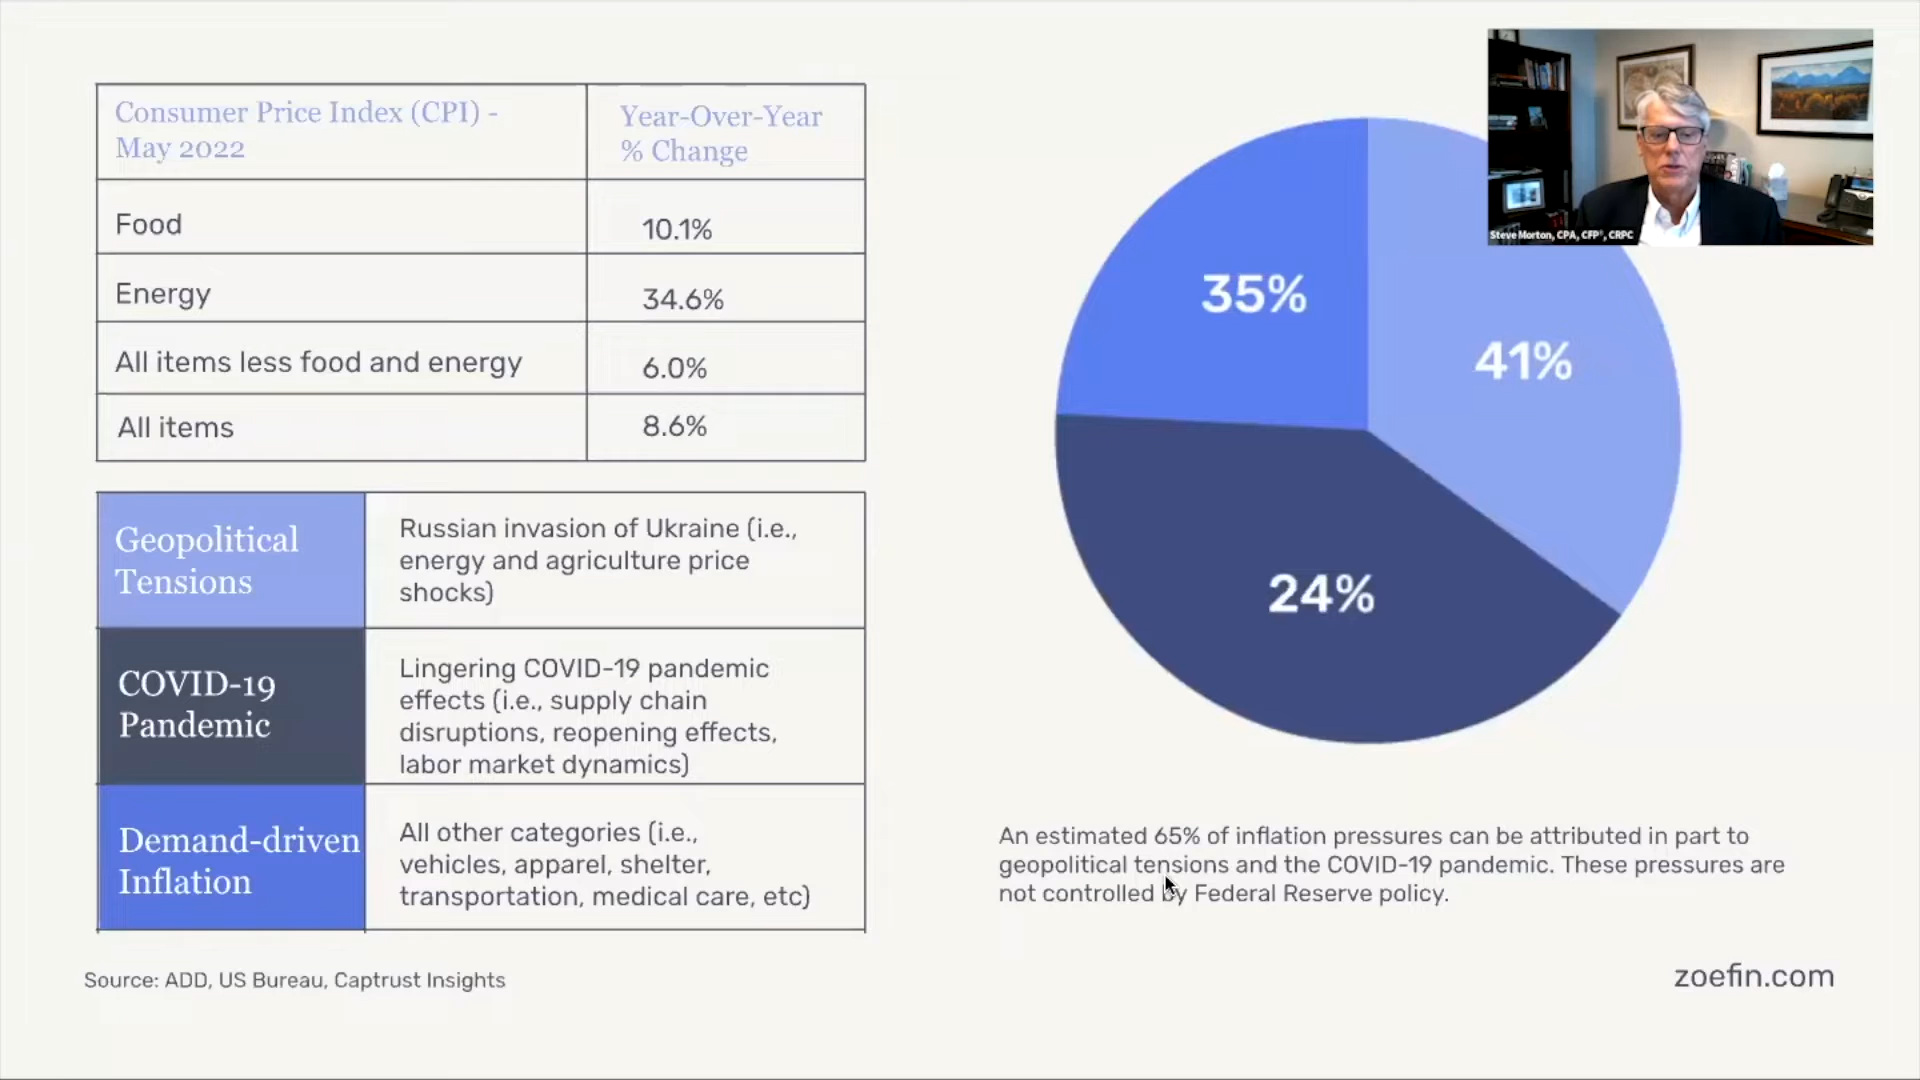 Consumer Price Index (CPI) -
May 2022
Year-Over-Year
% Change
Food
10.1%
Energy
34.6%
All items less food and energy
6.0%
All items
8.6%
Geopolitical
Tensions
Russian invasion of Ukraine (i.e.,
energy and agriculture price
shocks)
COVID-19
Pandemic
Lingering COVID-19 pandemic
effects (i.e., supply chain
disruptions, reopening effects,
labor market dynamics)
Demand-driven
Inflation
All other categories (i.e.,
vehicles, apparel, shelter,
transportation, medical care, etc)
Source: ADD, US Bureau, Captrust Insights
Steve Morton, CPA, CFP®, CRPC
35%
41%
24%
An estimated 65% of inflation pressures can be attributed in part to
geopolitical tensions and the COVID-19 pandemic. These pressures are
not controlled by Federal Reserve policy.
zoefin.com